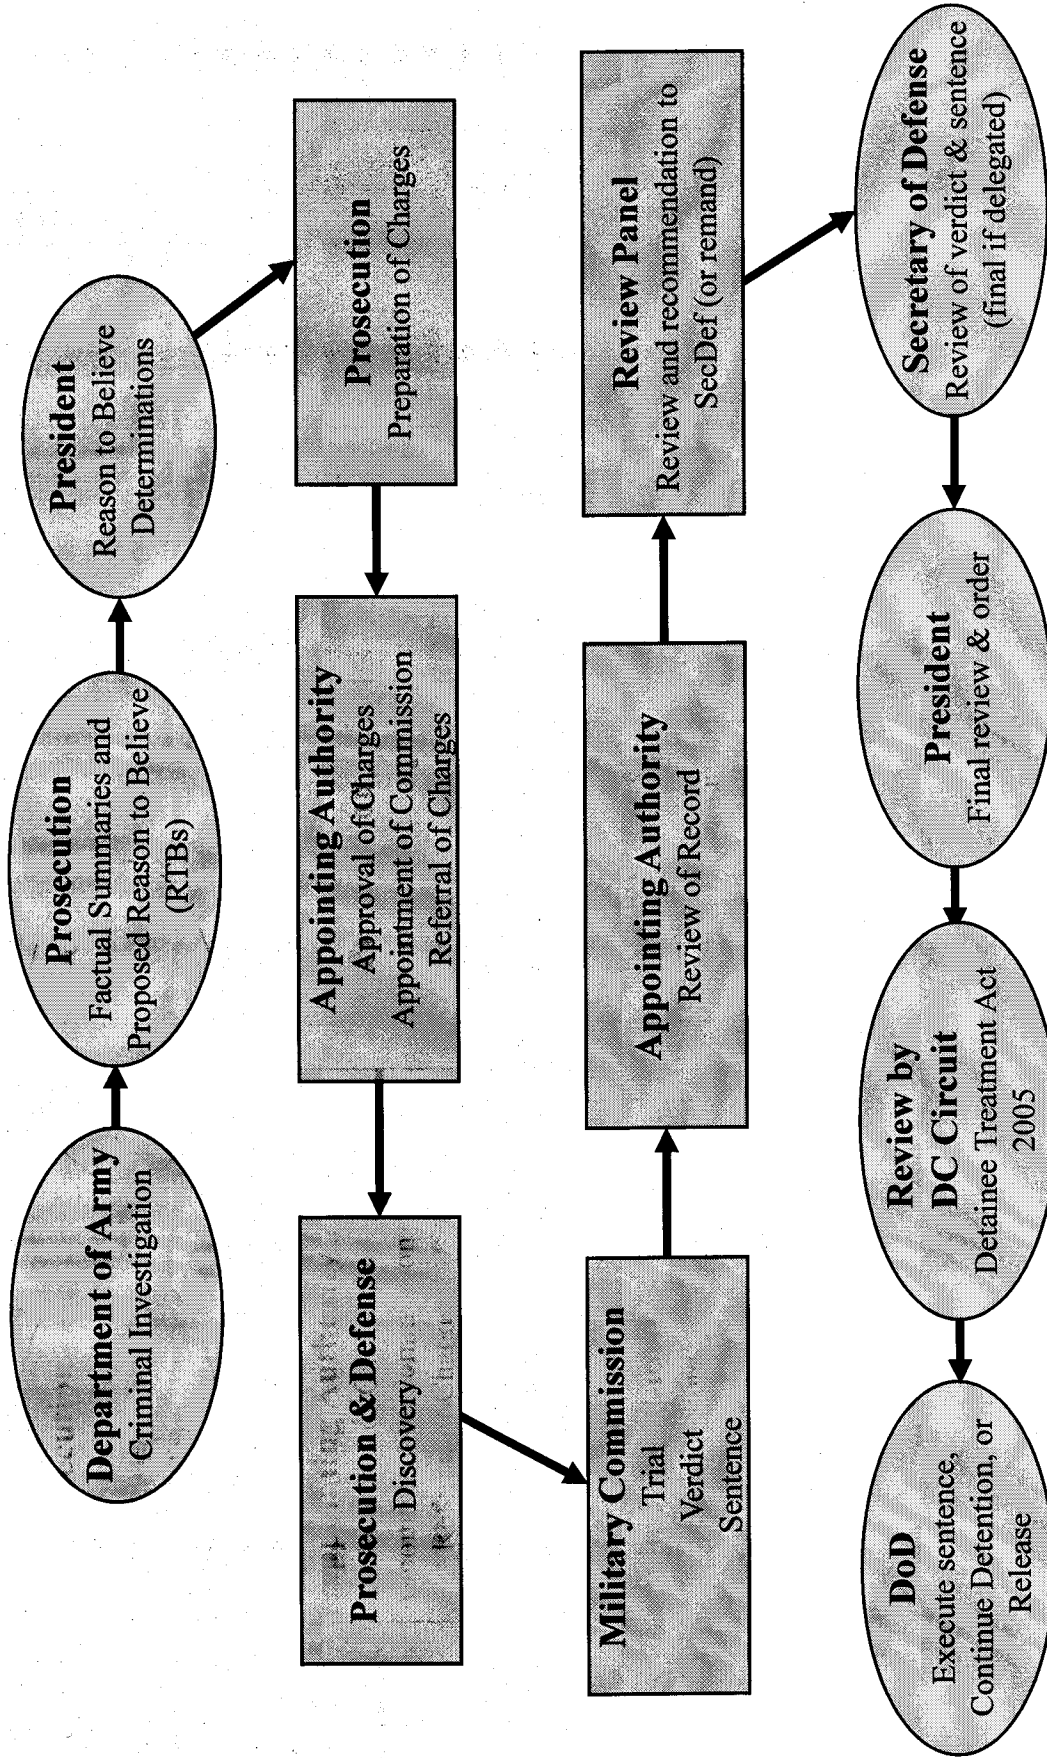 Department of Army
Criminal Investigation
Prosecution
Factual Summaries and
Proposed Reason to Believe
(RTBs)
President
Reason to Believe
Determinations
Prosecution
Preparation of Charges
Appointing Authority
Approval of Charges
Appointment of Commission
Referral of Charges
Prosecution & Defense
Discovery
Military Commission
Trial
Verdict
Sentence
Appointing Authority
Review of Record
Review Panel
Review and recommendation to
SecDef (or remand)
Secretary of Defense
Review of verdict & sentence
(final if delegated)
President
Final review & order
Review by
DC Circuit
Detainee Treatment Act
2005
DoD
Execute sentence,
Continue Detention, or
Release